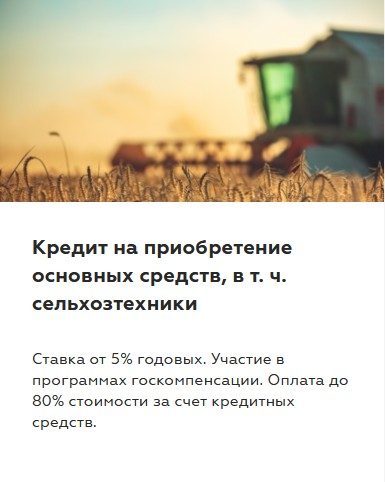 Кредит на приобретение
основных средств, в т. ч.
сельхозтехники
Ставка от 5% годовых. Участие в
программах госкомпенсации. Оплата до
80% стоимости за счет кредитных
средств.